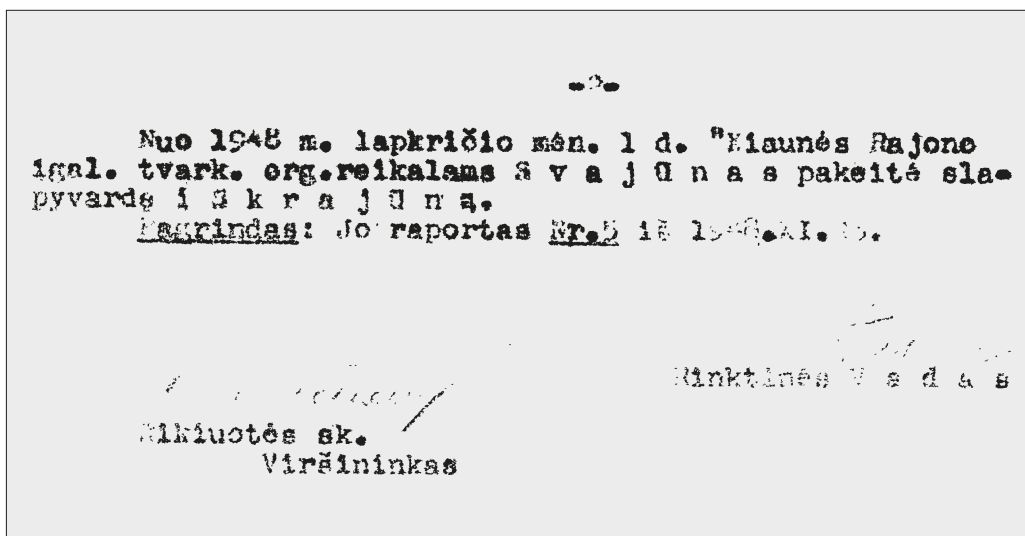 Nuo 1948 m. lapkričio mėn. 1 d. "Kiaunės Rajono
igal. tvark. org.reikalams S v a j ū n a s pakeitė sla-
pyvardę į S k r a j ū n ą.
Pagrindas: Jo raportas Nr.5 iš
Rinktinės V a d a s
Rikiuotės sk.
Viršininkas